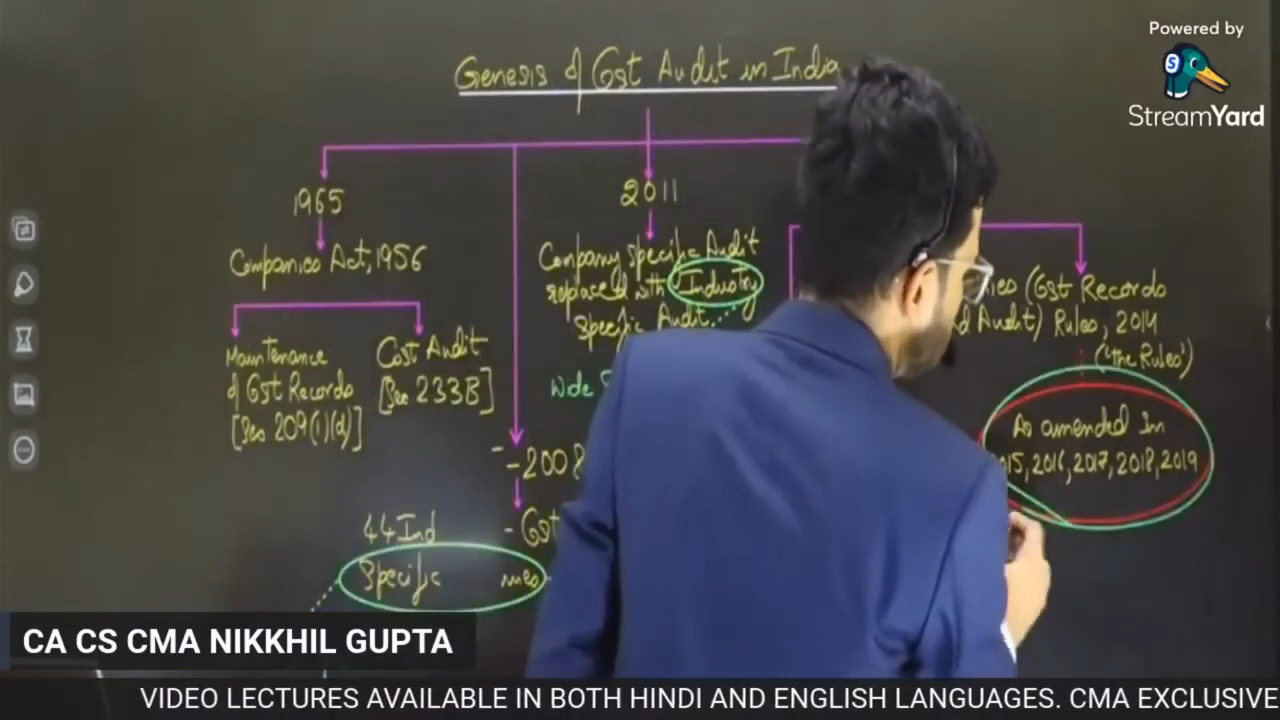 Powered by
StreamYard
Genesis of Cost Audit in India
1965
Companies Act, 1956
Maintenance
of Cost Records
[Sec 209(1)(d)]
Cost Audit
[Sec 233B]
-2008
44 Ind
Specific
2011
Company Specific Audit
replaced with Industry
Specific Audit..
Wide
(Cost Records
Audit) Rules, 2014
('the Rules')
As amended In
2016, 2017, 2018, 2019
CA CS CMA NIKKHIL GUPTA
VIDEO LECTURES AVAILABLE IN BOTH HINDI AND ENGLISH LANGUAGES. CMA EXCLUSIVE